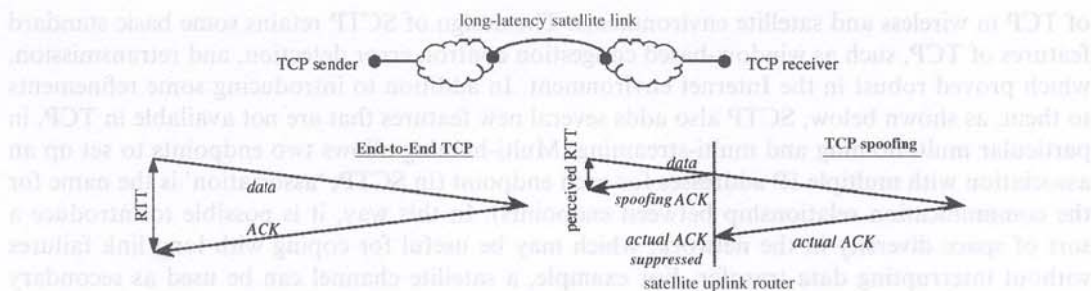 long-latency satellite link
TCP sender
TCP receiver
End-to-End TCP
TCP spoofing
RTT
data
ACK
perceived RTT
data
spoofing ACK
actual ACK
suppressed
actual ACK
satellite uplink router
of TCP to wireless and satellite environments. The design of SCTP retains some basic standard
features of TCP, such as window-based congestion control, error detection, and retransmission,
which proved robust in the Internet environment. In addition to introducing some refinements
to them, as shown below, SCTP also adds several new features that are not available in TCP, in
particular multi-homing and multi-streaming. Multi-homing allows two endpoints to set up an
association with multiple IP addresses for each endpoint (in SCTP, 'association' is the name for
the communication relationship between endpoints). In this way, it is possible to introduce a
sort of space diversity in the network, which may be useful for coping with long link failures
without interrupting data transfer. For example, a satellite channel can be used as secondary